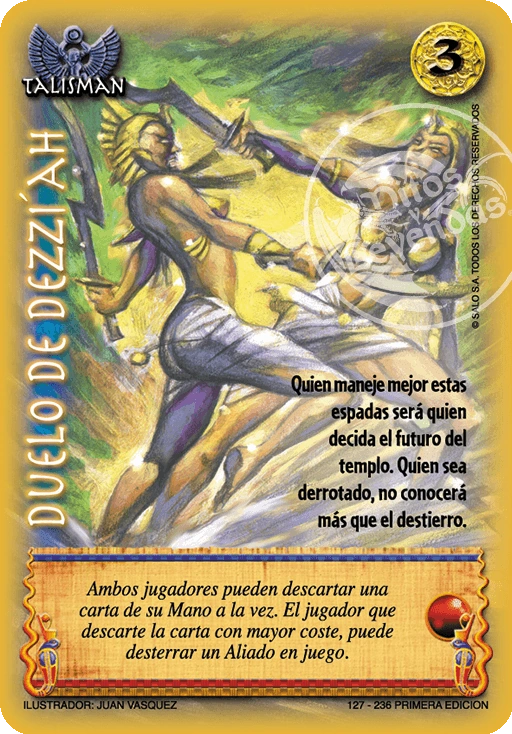 TALISMAN
3
DUELO DE DEZZÍ AH
Mitos
y
Leyendas
© SALO S.A. TODOS LOS DERECHOS RESERVADOS
Quien maneje mejor estas
espadas será quien
decida el futuro del
templo. Quien sea
derrotado, no conocerá
más que el destierro.
Ambos jugadores pueden descartar una
carta de su Mano a la vez. El jugador que
descarte la carta con mayor coste, puede
desterrar un Aliado en juego.
ILUSTRADOR: JUAN VASQUEZ
127 - 236 PRIMERA EDICION